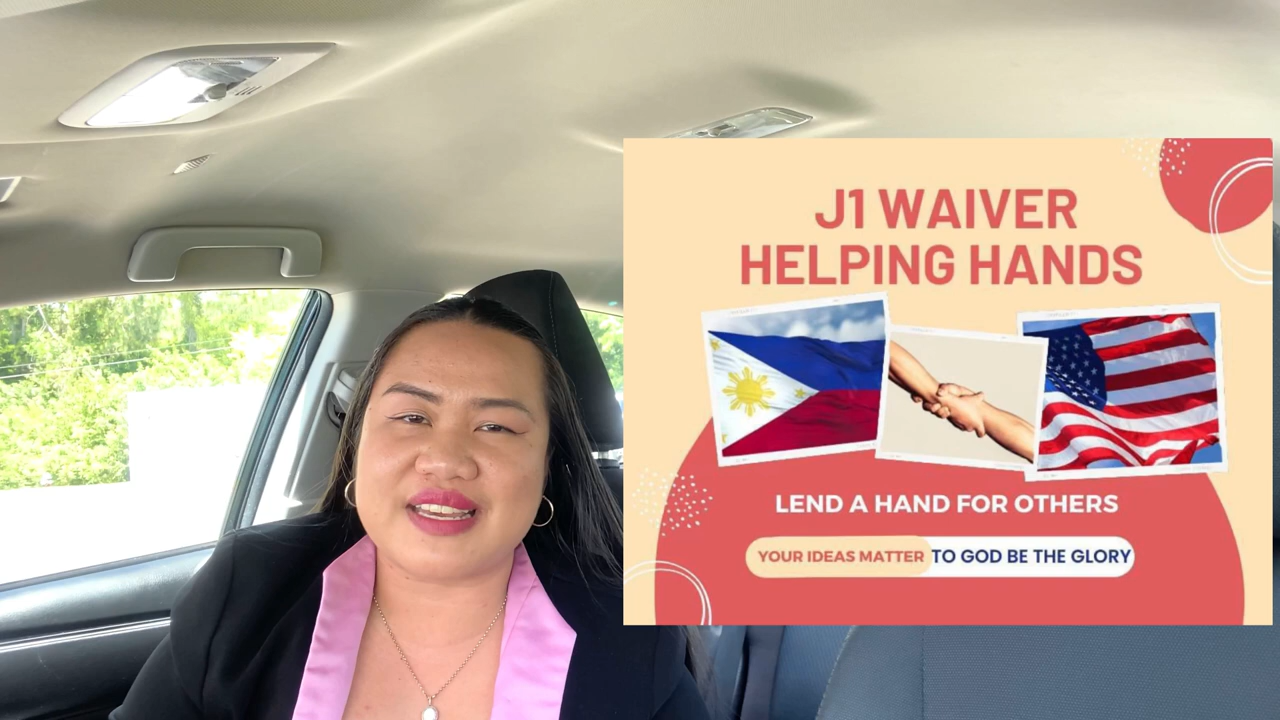 J1 WAIVER
HELPING HANDS
LEND A HAND FOR OTHERS
YOUR IDEAS MATTER TO GOD BE THE GLORY